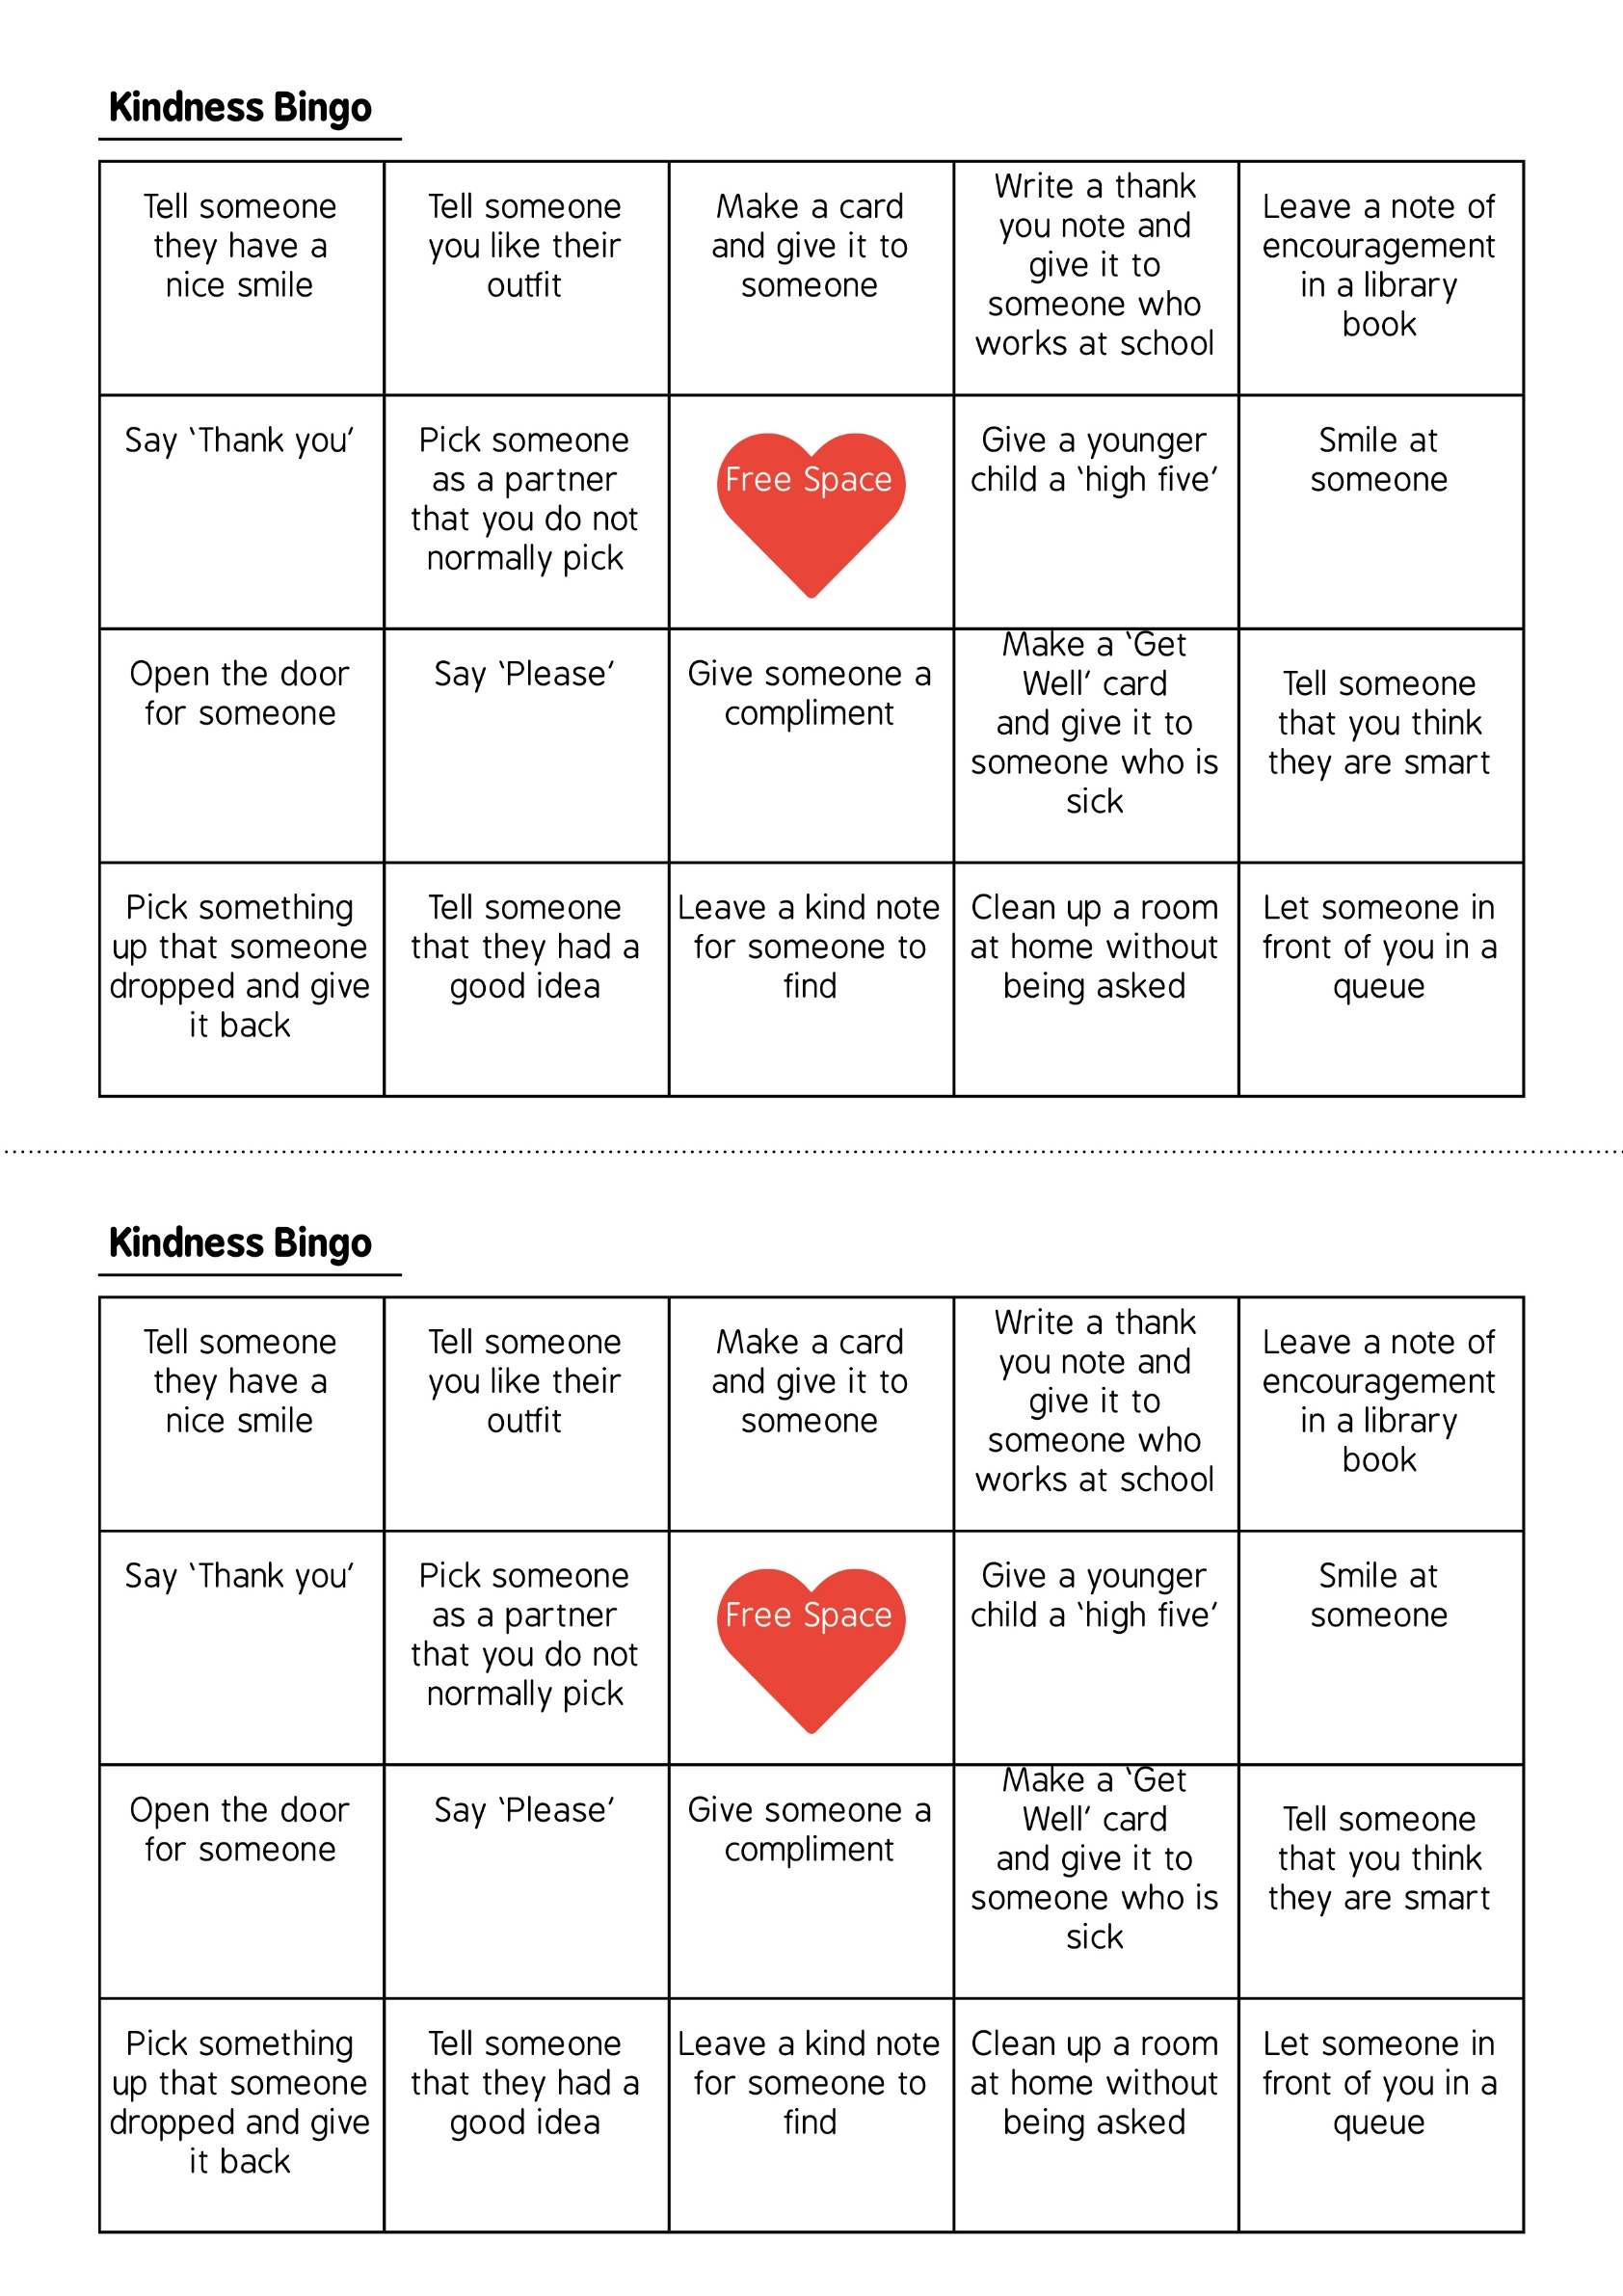 Kindness Bingo
Tell someone
they have a
nice smile
Tell someone
you like their
outfit
Make a card
and give it to
someone
Write a thank
you note and
give it to
someone who
works at school
Leave a note of
encouragement
in a library
book
Say ‘Thank you’
Pick someone
as a partner
that you do not
normally pick
Free Space
Give a younger
child a ‘high five’
Smile at
someone
Open the door
for someone
Say ‘Please’
Give someone a
compliment
Make a ‘Get
Well’ card
and give it to
someone who is
sick
Tell someone
that you think
they are smart
Pick something
up that someone
dropped and give
it back
Tell someone
that they had a
good idea
Leave a kind note
for someone to
find
Clean up a room
at home without
being asked
Let someone in
front of you in a
queue
Kindness Bingo
Tell someone
they have a
nice smile
Tell someone
you like their
outfit
Make a card
and give it to
someone
Write a thank
you note and
give it to
someone who
works at school
Leave a note of
encouragement
in a library
book
Say ‘Thank you’
Pick someone
as a partner
that you do not
normally pick
Free Space
Give a younger
child a ‘high five’
Smile at
someone
Open the door
for someone
Say ‘Please’
Give someone a
compliment
Make a ‘Get
Well’ card
and give it to
someone who is
sick
Tell someone
that you think
they are smart
Pick something
up that someone
dropped and give
it back
Tell someone
that they had a
good idea
Leave a kind note
for someone to
find
Clean up a room
at home without
being asked
Let someone in
front of you in a
queue